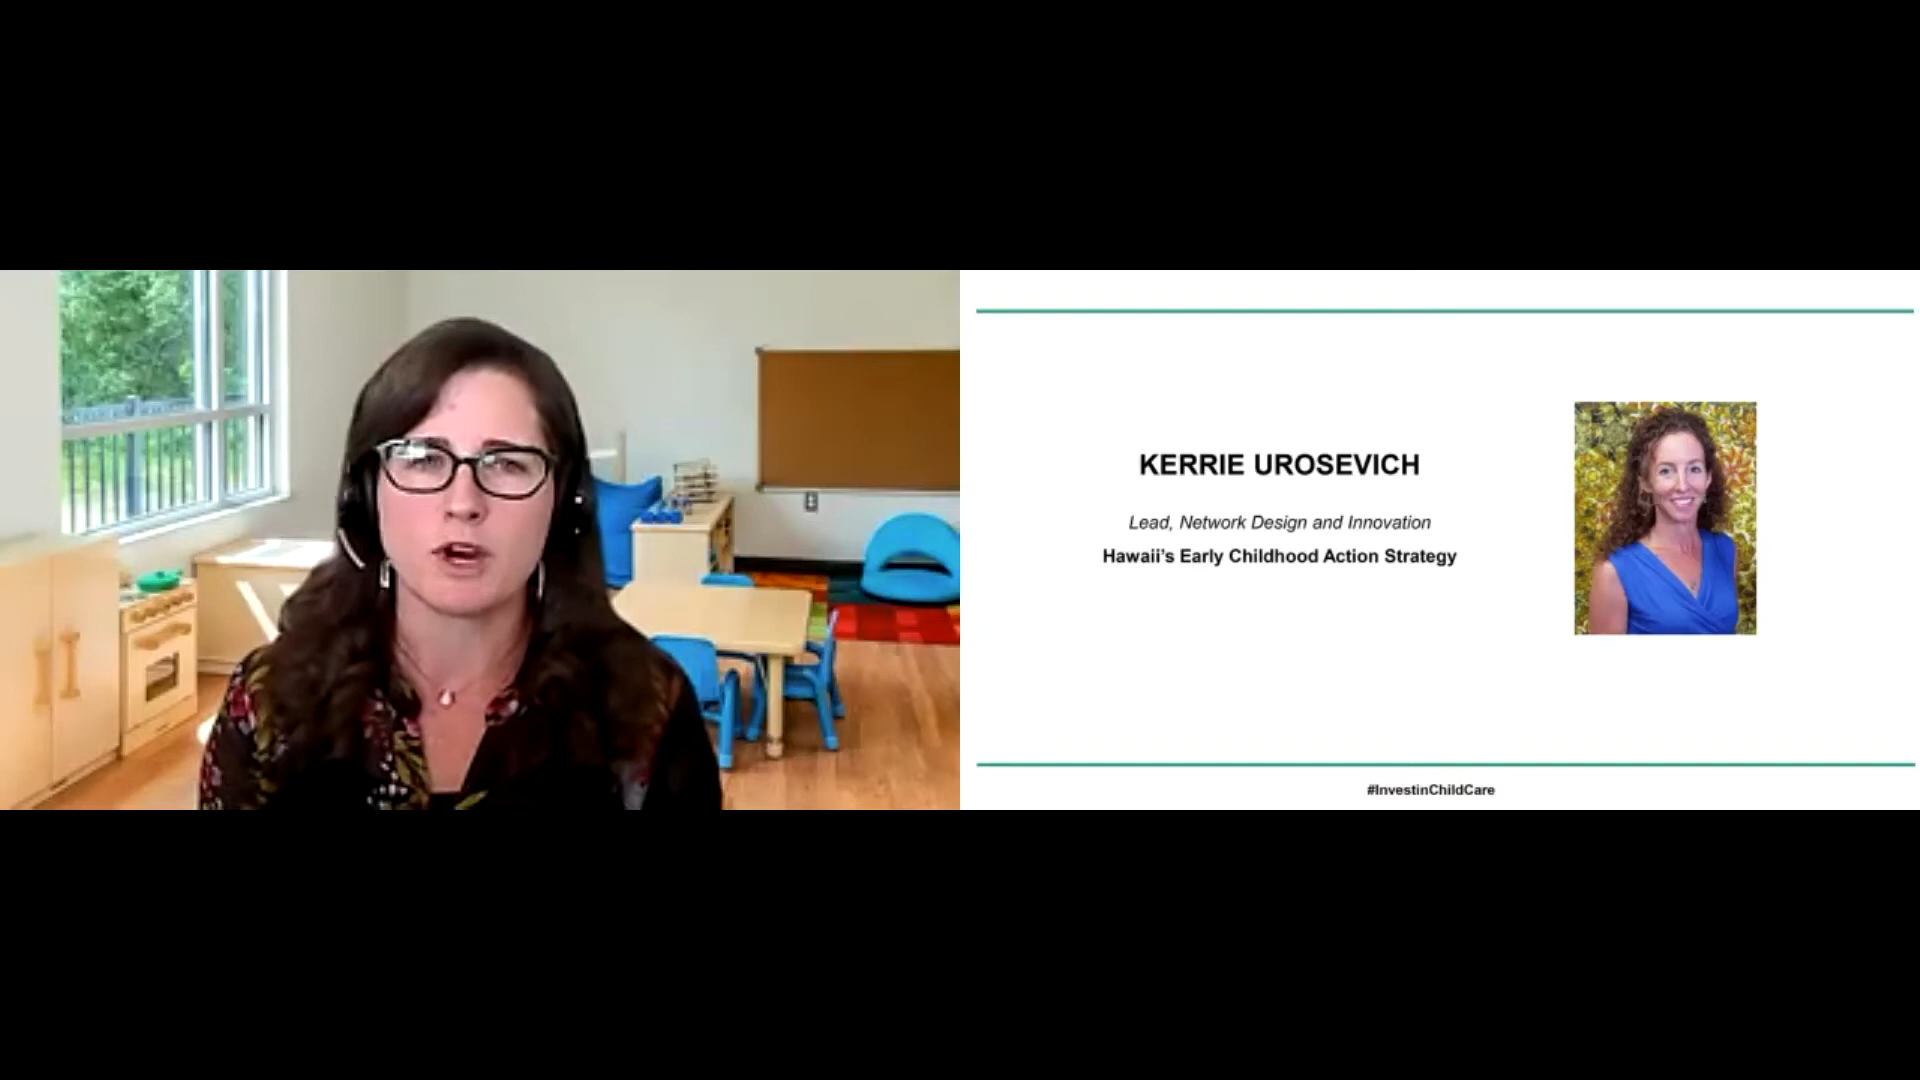 KERRIE UROSEVICH
Lead, Network Design and Innovation
Hawaii’s Early Childhood Action Strategy
#InvestinChildCare